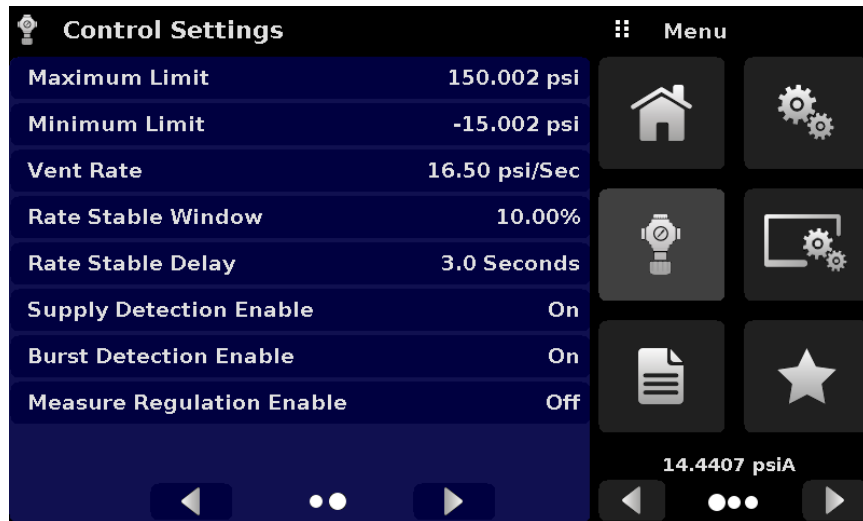 Control Settings
Menu
Maximum Limit 150.002 psi
Minimum Limit -15.002 psi
Vent Rate 16.50 psi/Sec
Rate Stable Window 10.00%
Rate Stable Delay 3.0 Seconds
Supply Detection Enable On
Burst Detection Enable On
Measure Regulation Enable Off
14.4407 psiA